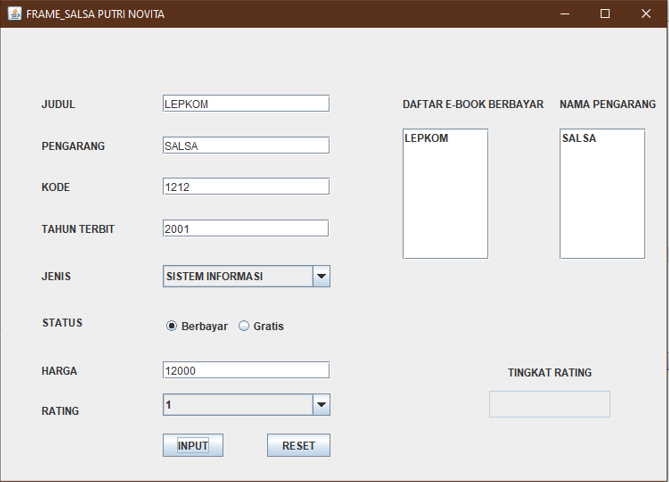 FRAME_SALSA PUTRI NOVITA
JUDUL LEPKOM DAFTAR E-BOOK BERBAYAR NAMA PENGARANG
LEPKOM SALSA
PENGARANG SALSA
KODE 1212
TAHUN TERBIT 2001
JENIS SISTEM INFORMASI
STATUS Berbayar Gratis
HARGA 12000 TINGKAT RATING
RATING 1
INPUT RESET